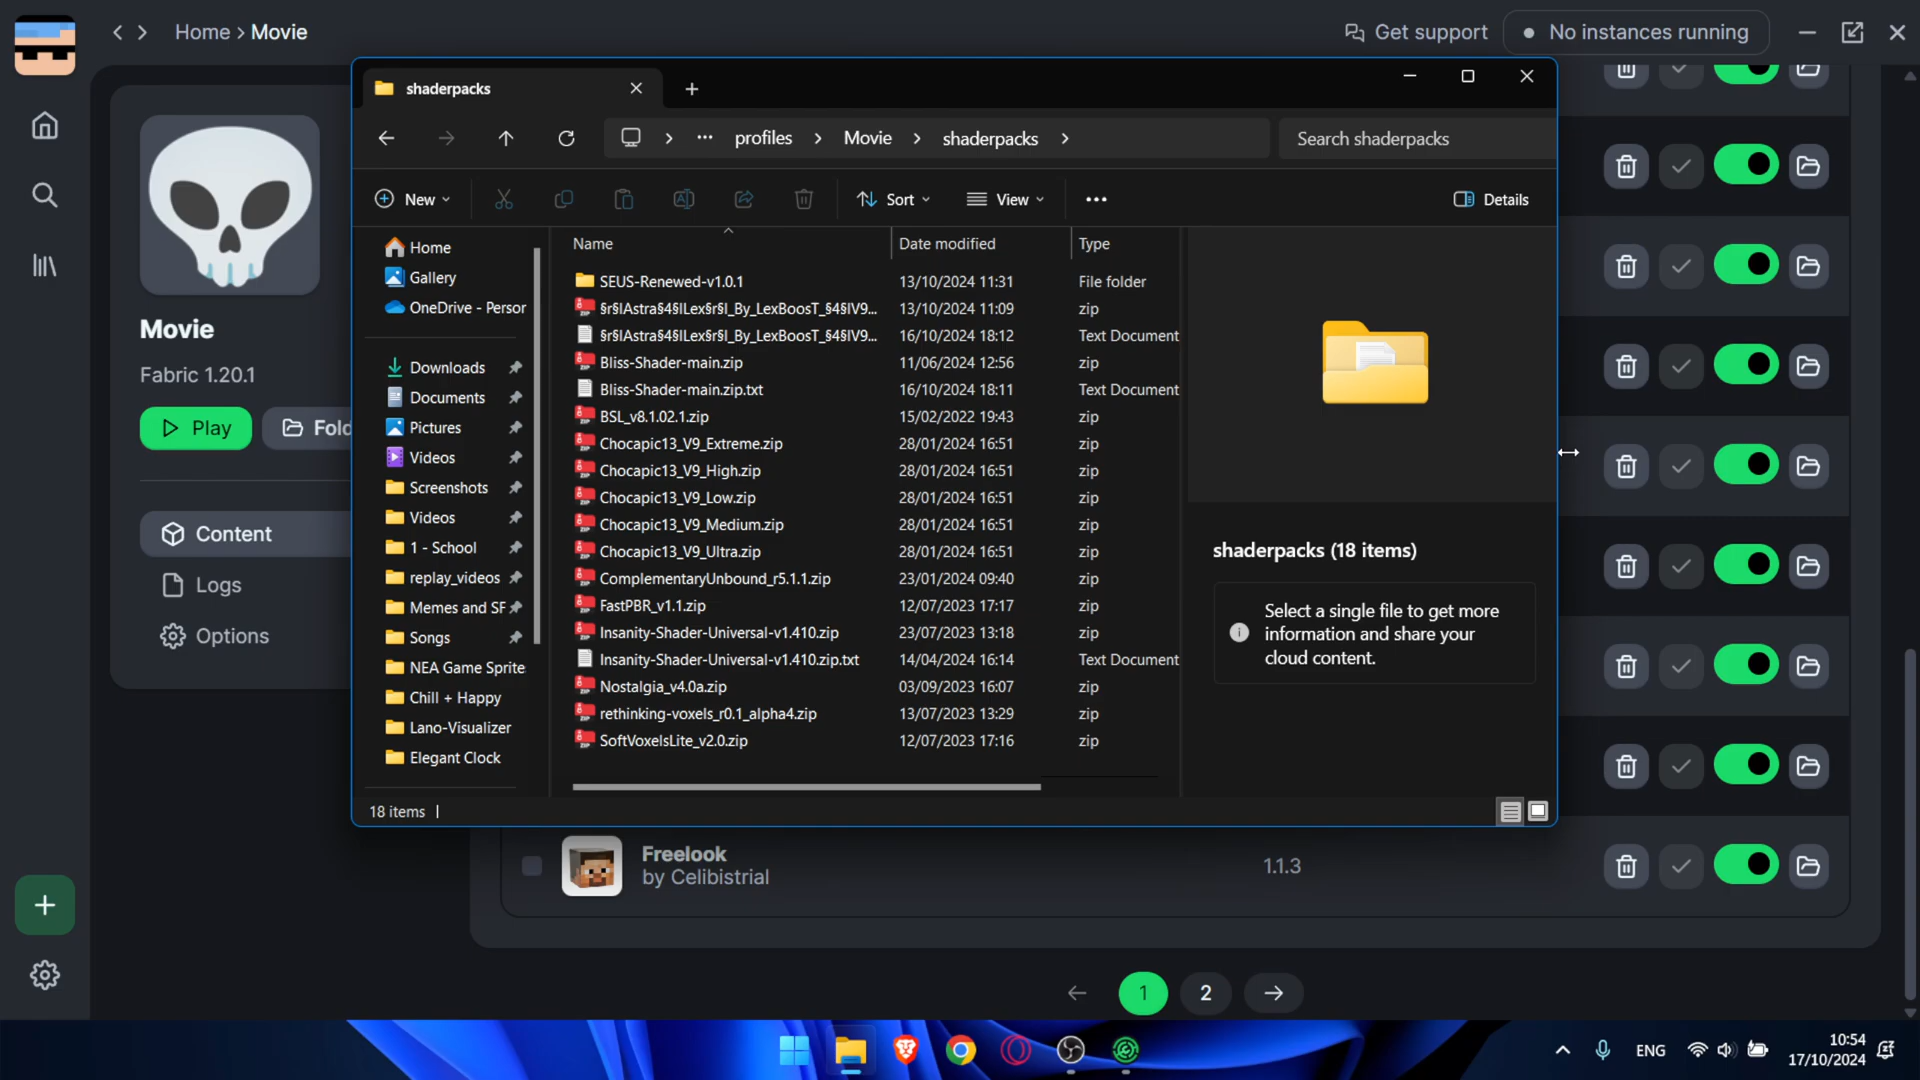 Home › Movie
Get support
No instances running
shaderpacks
profiles
Movie
shaderpacks
Search shaderpacks
New
Sort
View
Details
Home
Gallery
OneDrive - Person
Downloads
Documents
Pictures
Videos
Screenshots
Videos
1 - School
replay_videos
Memes and SF
Songs
NEA Game Sprite
Chill + Happy
Lano-Visualizer
Elegant Clock
Name Date modified Type
SEUS-Renewed-v1.0.1 13/10/2024 11:31 File folder
§r§lAstra§4§lLex§r§l_By_LexBoosT_§4§lV9... 13/10/2024 11:09 zip
§r§lAstra§4§lLex§r§l_By_LexBoosT_§4§lV9... 16/10/2024 18:12 Text Document
Bliss-Shader-main.zip 11/06/2024 12:56 zip
Bliss-Shader-main.zip.txt 16/10/2024 18:11 Text Document
BSL_v8.1.02.1.zip 15/02/2022 19:43 zip
Chocapic13_V9_Extreme.zip 28/01/2024 16:51 zip
Chocapic13_V9_High.zip 28/01/2024 16:51 zip
Chocapic13_V9_Low.zip 28/01/2024 16:51 zip
Chocapic13_V9_Medium.zip 28/01/2024 16:51 zip
Chocapic13_V9_Ultra.zip 28/01/2024 16:51 zip
ComplementaryUnbound_r5.1.1.zip 23/01/2024 09:40 zip
FastPBR_v1.1.zip 12/07/2023 17:17 zip
Insanity-Shader-Universal-v1.410.zip 23/07/2023 13:18 zip
Insanity-Shader-Universal-v1.410.zip.txt 14/04/2024 16:14 Text Document
Nostalgia_v4.0a.zip 03/09/2023 16:07 zip
rethinking-voxels_r0.1_alpha4.zip 13/07/2023 13:29 zip
SoftVoxelsLite_v2.0.zip 12/07/2023 17:16 zip
shaderpacks (18 items)
Select a single file to get more
information and share your
cloud content.
18 items
Movie
Fabric 1.20.1
Play
Fold
Content
Logs
Options
Freelook
by Celibistrial
1.1.3
1 2
ENG
10:54
17/10/2024